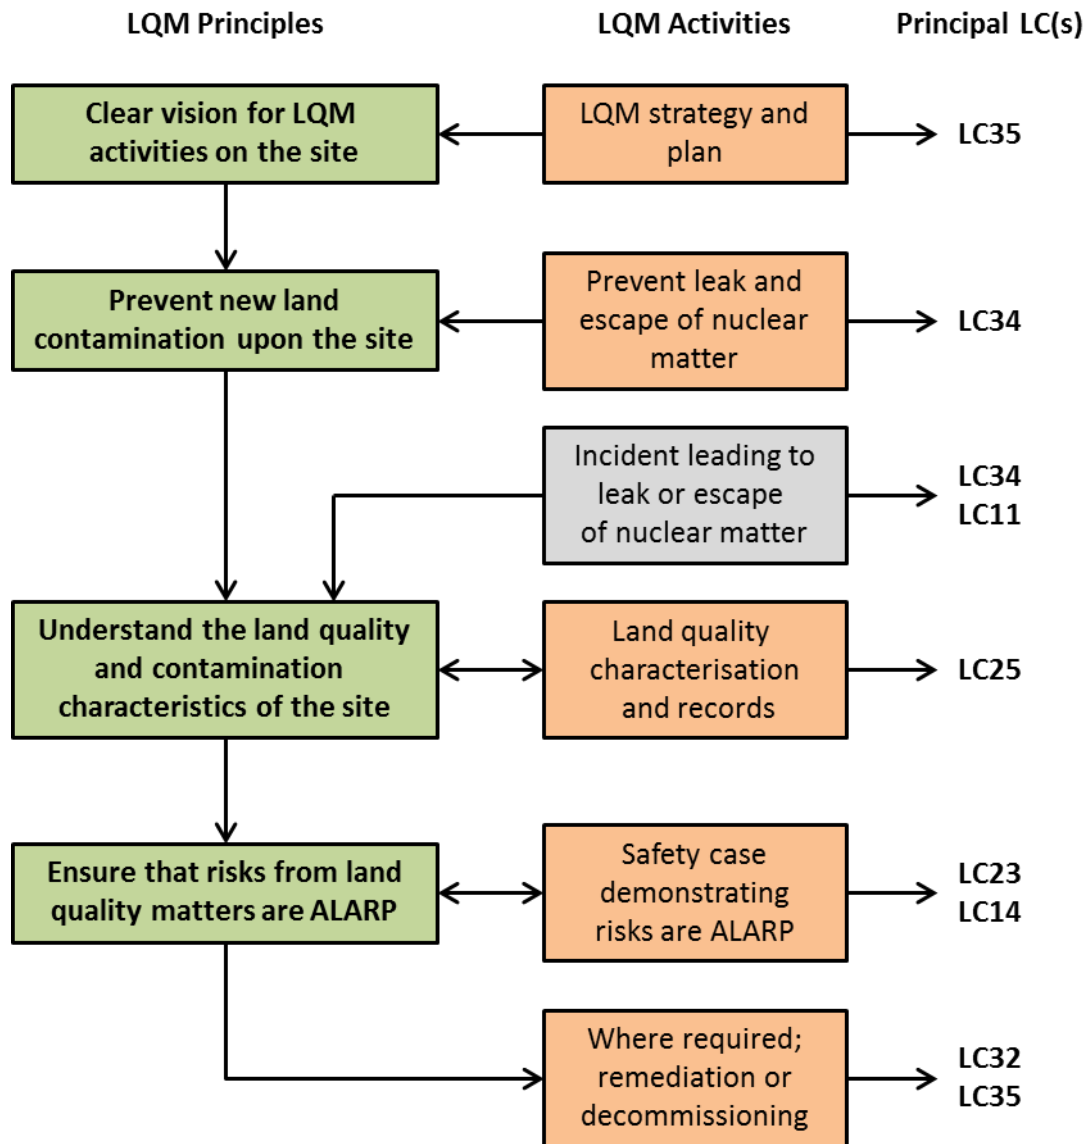 LQM Principles
LQM Activities
Principal LC(s)
Clear vision for LQM
activities on the site
LQM strategy and
plan
LC35
Prevent new land
contamination upon the site
Prevent leak and
escape of nuclear
matter
LC34
Incident leading to
leak or escape
of nuclear matter
LC34
LC11
Understand the land quality
and contamination
characteristics of the site
Land quality
characterisation
and records
LC25
Ensure that risks from land
quality matters are ALARP
Safety case
demonstrating
risks are ALARP
LC23
LC14
Where required;
remediation or
decommissioning
LC32
LC35